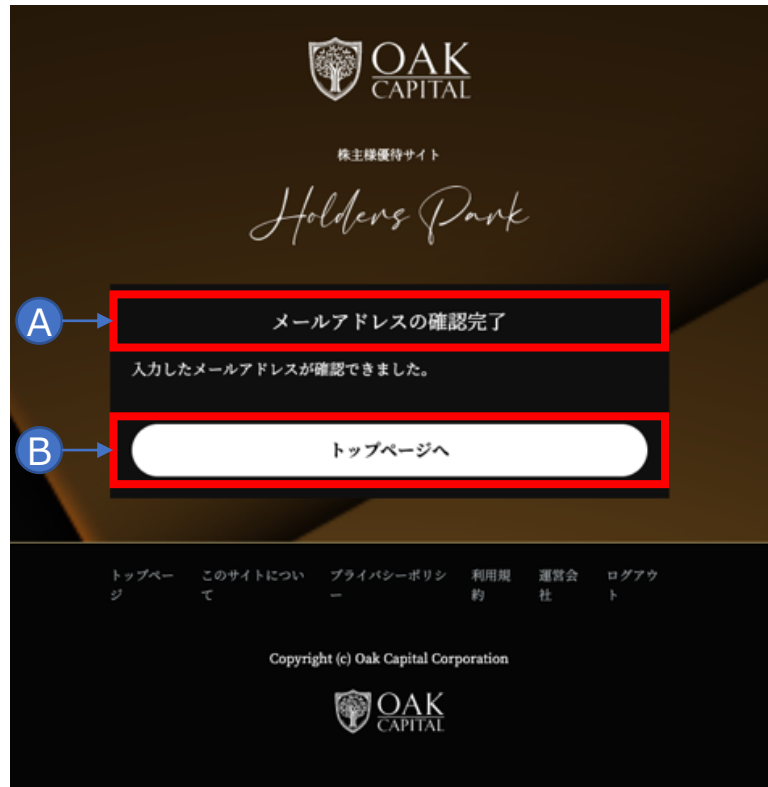 OAK
CAPITAL
株主様優待サイト
Holders Park
A
メールアドレスの確認完了
入力したメールアドレスが確認できました。
B
トップページへ
トップペー このサイトについ プライバシーポリシ 利用規 運営会 ログアウ
ジ て ー 約 社 ト
Copyright (c) Oak Capital Corporation
OAK
CAPITAL